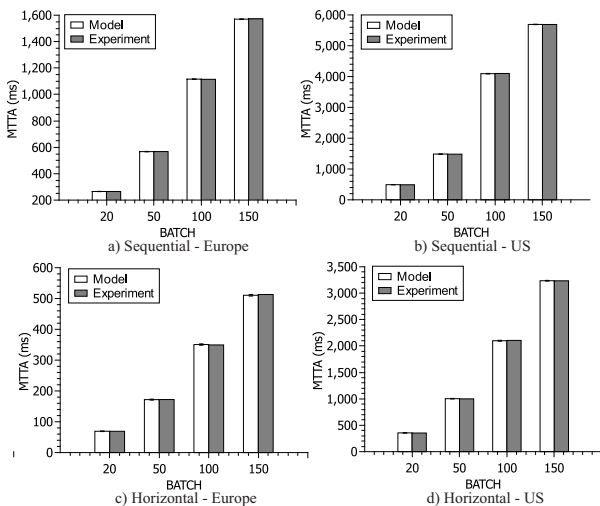 1,600
1,400
1,200
1,000
800
600
400
200
MTTA (ms)
Model
Experiment
20 50 100 150
BATCH
a) Sequential - Europe
6,000
5,000
4,000
3,000
2,000
1,000
0
MTTA (ms)
Model
Experiment
20 50 100 150
BATCH
b) Sequential - US
600
500
400
300
200
100
0
MTTA (ms)
Model
Experiment
20 50 100 150
BATCH
c) Horizontal - Europe
3,500
3,000
2,500
2,000
1,500
1,000
500
0
MTTA (ms)
Model
Experiment
20 50 100 150
BATCH
d) Horizontal - US